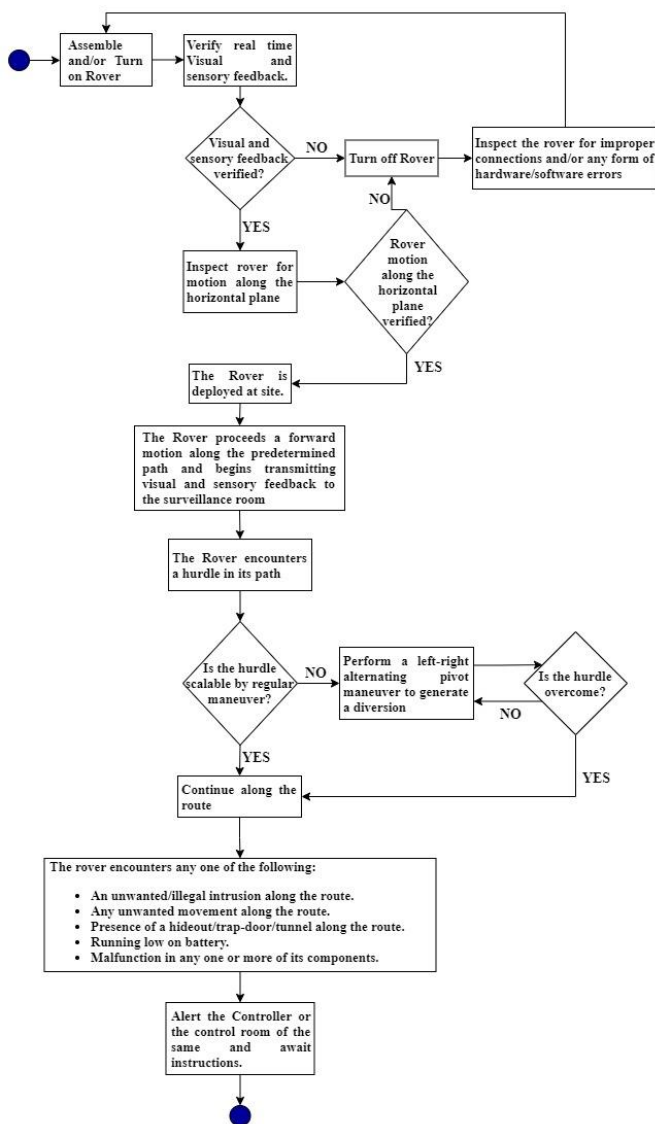 Assemble
and/or Turn
on Rover
Verify real time
Visual and
sensory feedback.
Visual and
sensory feedback
verified?
NO
Turn off Rover
Inspect the rover for improper
connections and/or any form of
hardware/software errors
YES
NO
Inspect rover for
motion along the
horizontal plane
Rover
motion
along the
horizontal
plane
verified?
YES
The Rover is
deployed at site.
The Rover proceeds a forward
motion along the predetermined
path and begins transmitting
visual and sensory feedback to
the surveillance room
The Rover encounters
a hurdle in its path
Is the hurdle
scalable by regular
maneuver?
NO
Perform a left-right
alternating pivot
maneuver to generate
a diversion
Is the hurdle
overcome?
NO
YES
YES
Continue along the
route
The rover encounters any one of the following:
• An unwanted/illegal intrusion along the route.
• Any unwanted movement along the route.
• Presence of a hideout/trap-door/tunnel along the route.
• Running low on battery.
• Malfunction in any one or more of its components.
Alert the Controller or
the control room of the
same and await
instructions.